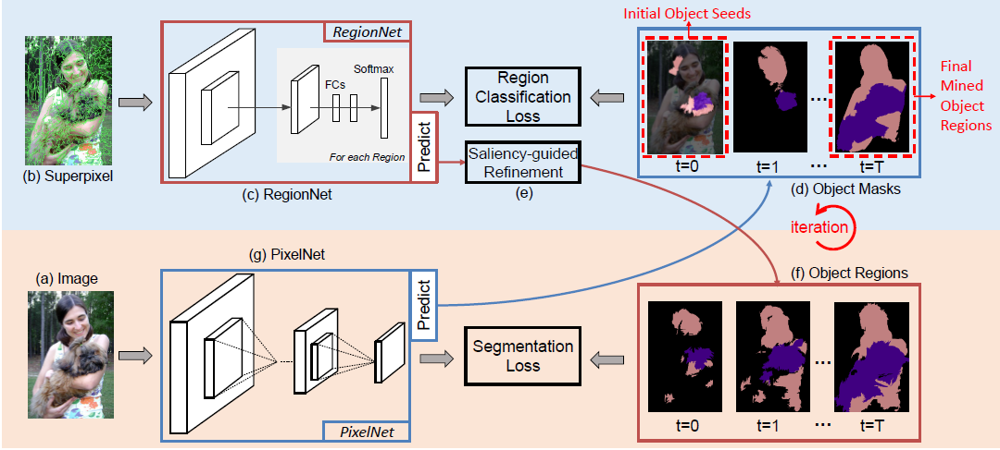 Initial Object Seeds
RegionNet
Softmax
FCs
For each Region
Predict
(b) Superpixel
(c) RegionNet
Region
Classification
Loss
Saliency-guided
Refinement
(e)
t=0
t=1
...
t=T
...
Final
Mined
Object
Regions
(d) Object Masks
iteration
(g) PixelNet
(a) Image
Predict
PixelNet
Segmentation
Loss
(f) Object Regions
...
t=0
t=1
...
t=T